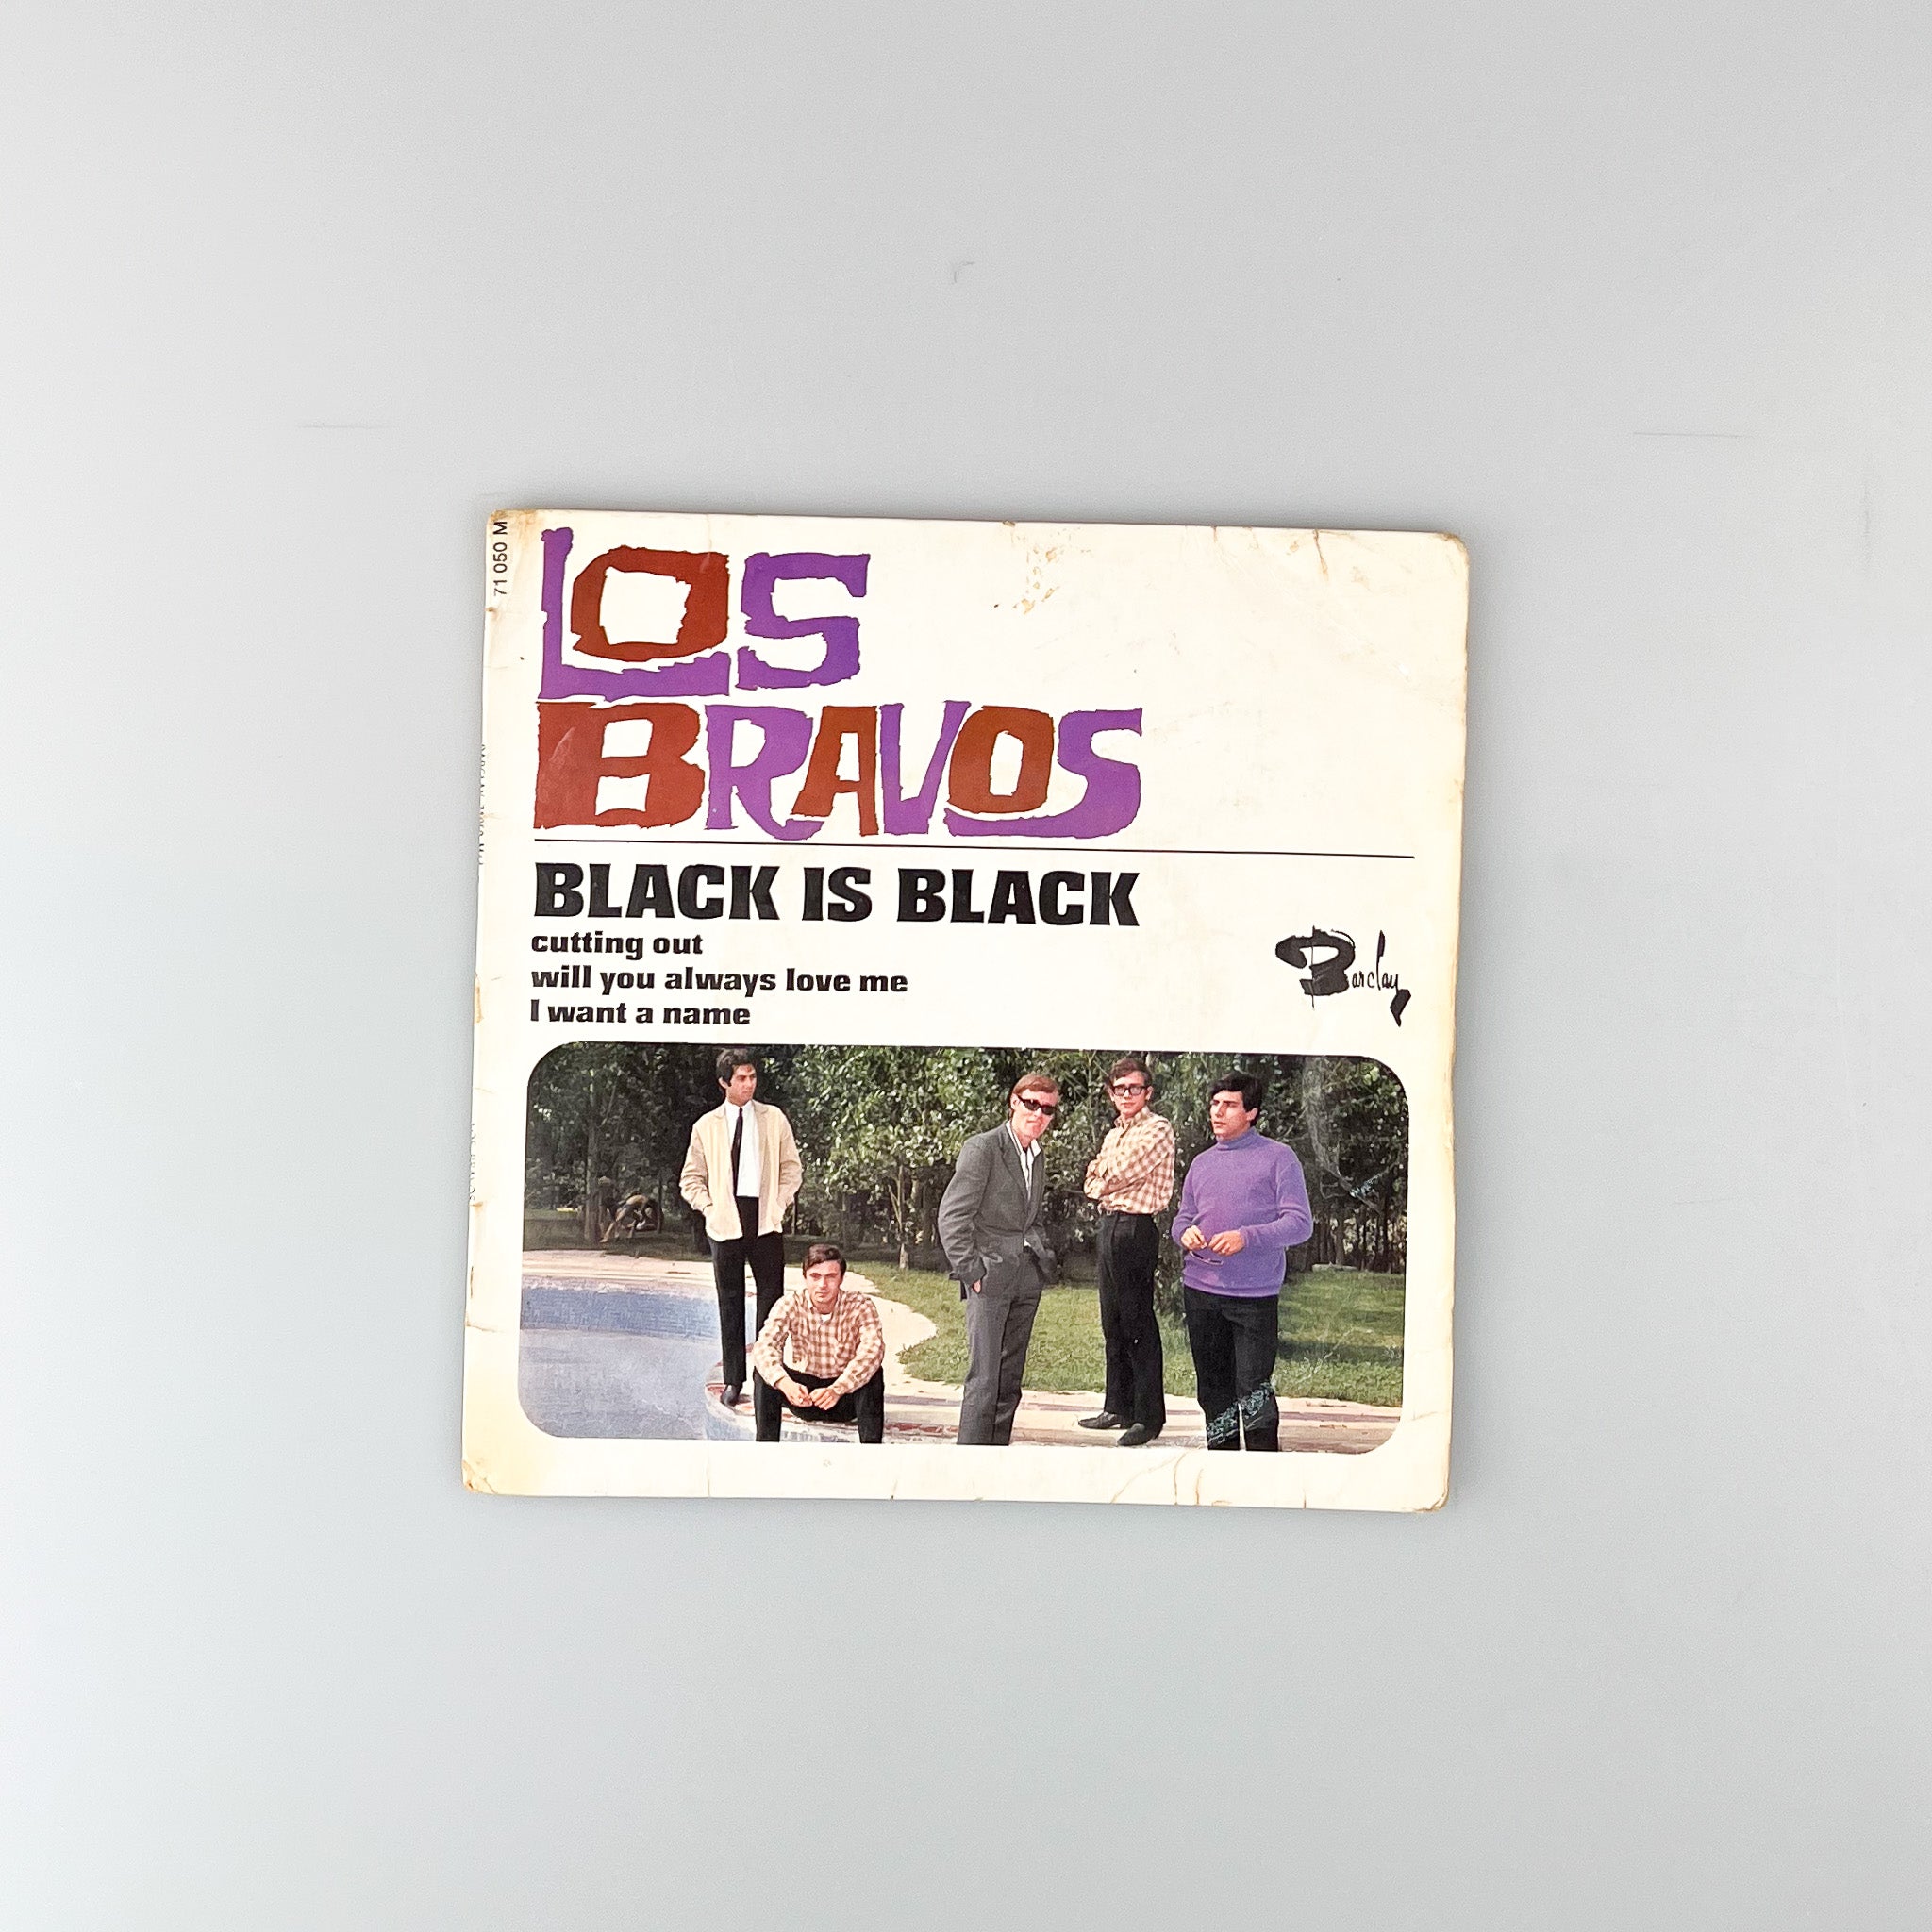 71 050 M
LOS
BRAVOS
BLACK IS BLACK
cutting out
will you always love me
I want a name
Barclay